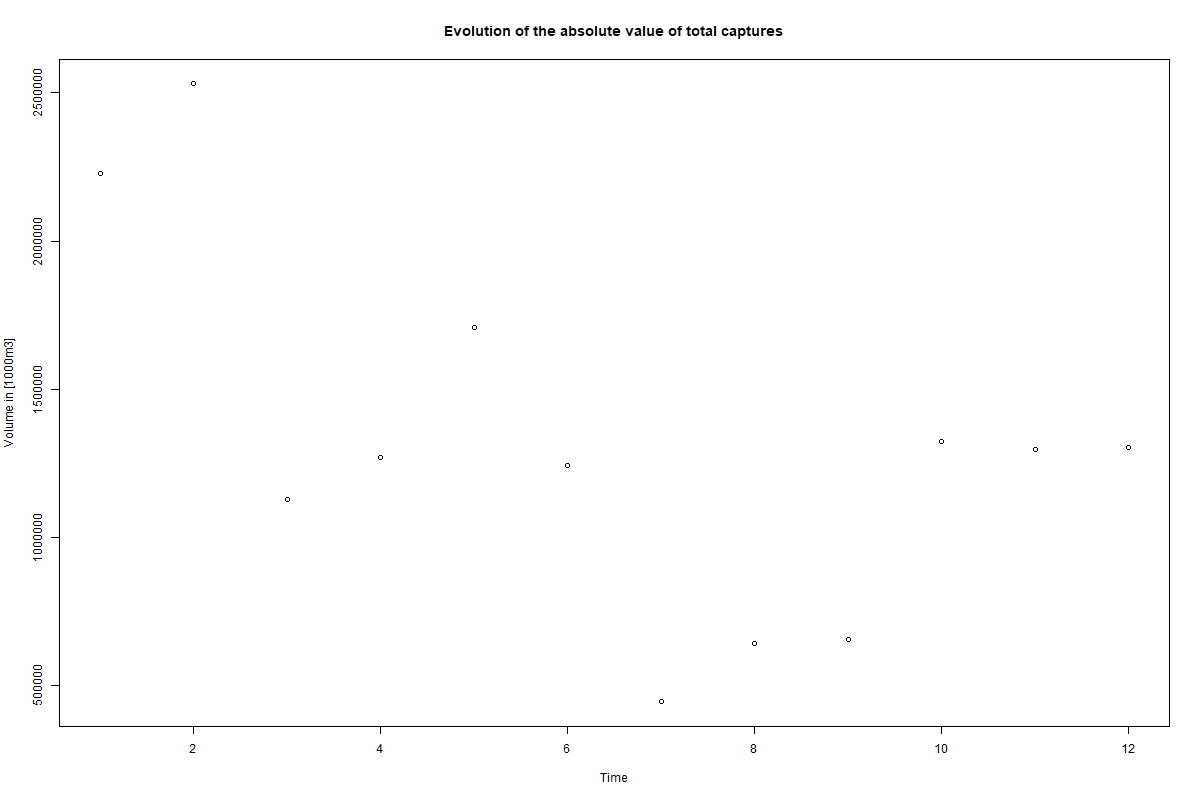 Evolution of the absolute value of total captures
Volume in [1000m3]
2500000
2000000
1500000
1000000
500000
2 4 6 8 10 12
Time